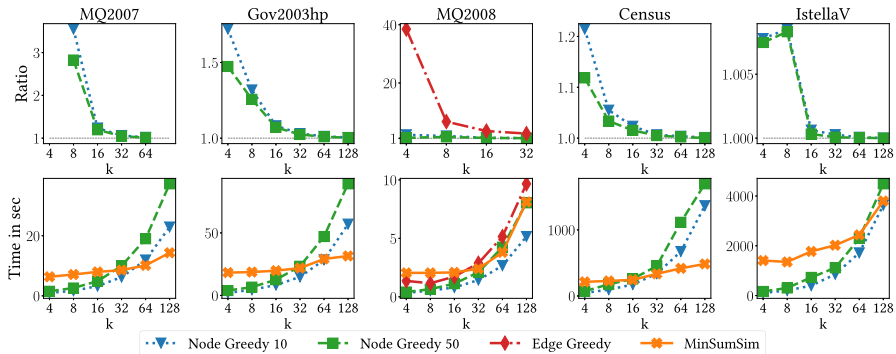 MQ2007 Gov2003hp MQ2008 Census IstellaV
Ratio
3
2
1
4 8 16 32 64
k
1.5
1.0
4 8 16 32 64 128
k
40
20
1
4 8 16 32
k
1.2
1.1
1.0
4 8 16 32 64 128
k
1.005
1.000
4 8 16 32 64 128
k
Time in sec
20
0
4 8 16 32 64 128
k
50
0
4 8 16 32 64 128
k
10
5
0
4 8 16 32 64 128
k
1000
0
4 8 16 32 64 128
k
4000
2000
0
4 8 16 32 64 128
k
Node Greedy 10 Node Greedy 50 Edge Greedy MinSumSim